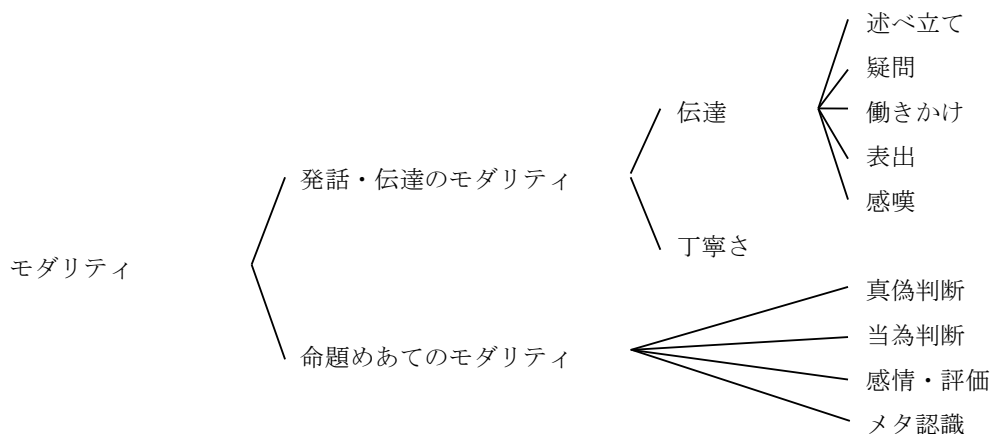 述べ立て
疑問
伝達
働きかけ
表出
発話・伝達のモダリティ
感嘆
丁寧さ
モダリティ
真偽判断
当為判断
命題めあてのモダリティ
感情・評価
メタ認識